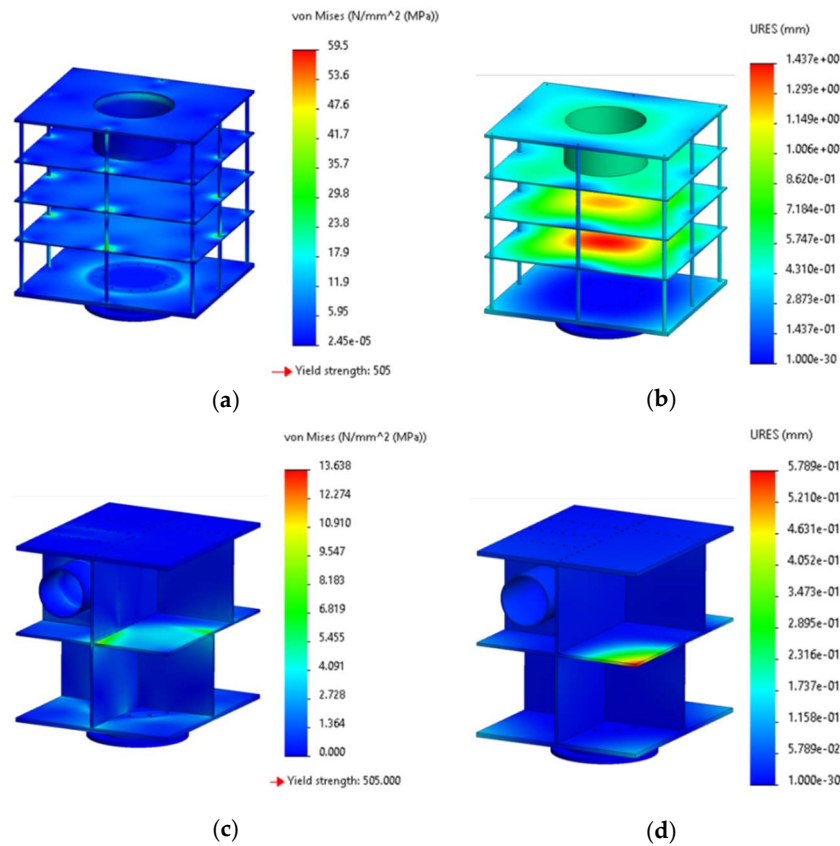 von Mises (N/mm^2 (MPa))
59.5
53.6
47.6
41.7
35.7
29.8
23.8
17.9
11.9
5.95
2.45e-05
Yield strength: 505
(a)
URES (mm)
1.437e+00
1.293e+00
1.149e+00
1.006e+00
8.620e-01
7.184e-01
5.747e-01
4.310e-01
2.873e-01
1.437e-01
1.000e-30
(b)
von Mises (N/mm^2 (MPa))
13.638
12.274
10.910
9.547
8.183
6.819
5.455
4.091
2.728
1.364
0.000
Yield strength: 505.000
(c)
URES (mm)
5.789e-01
5.210e-01
4.631e-01
4.052e-01
3.473e-01
2.895e-01
2.316e-01
1.737e-01
1.158e-01
5.789e-02
1.000e-30
(d)